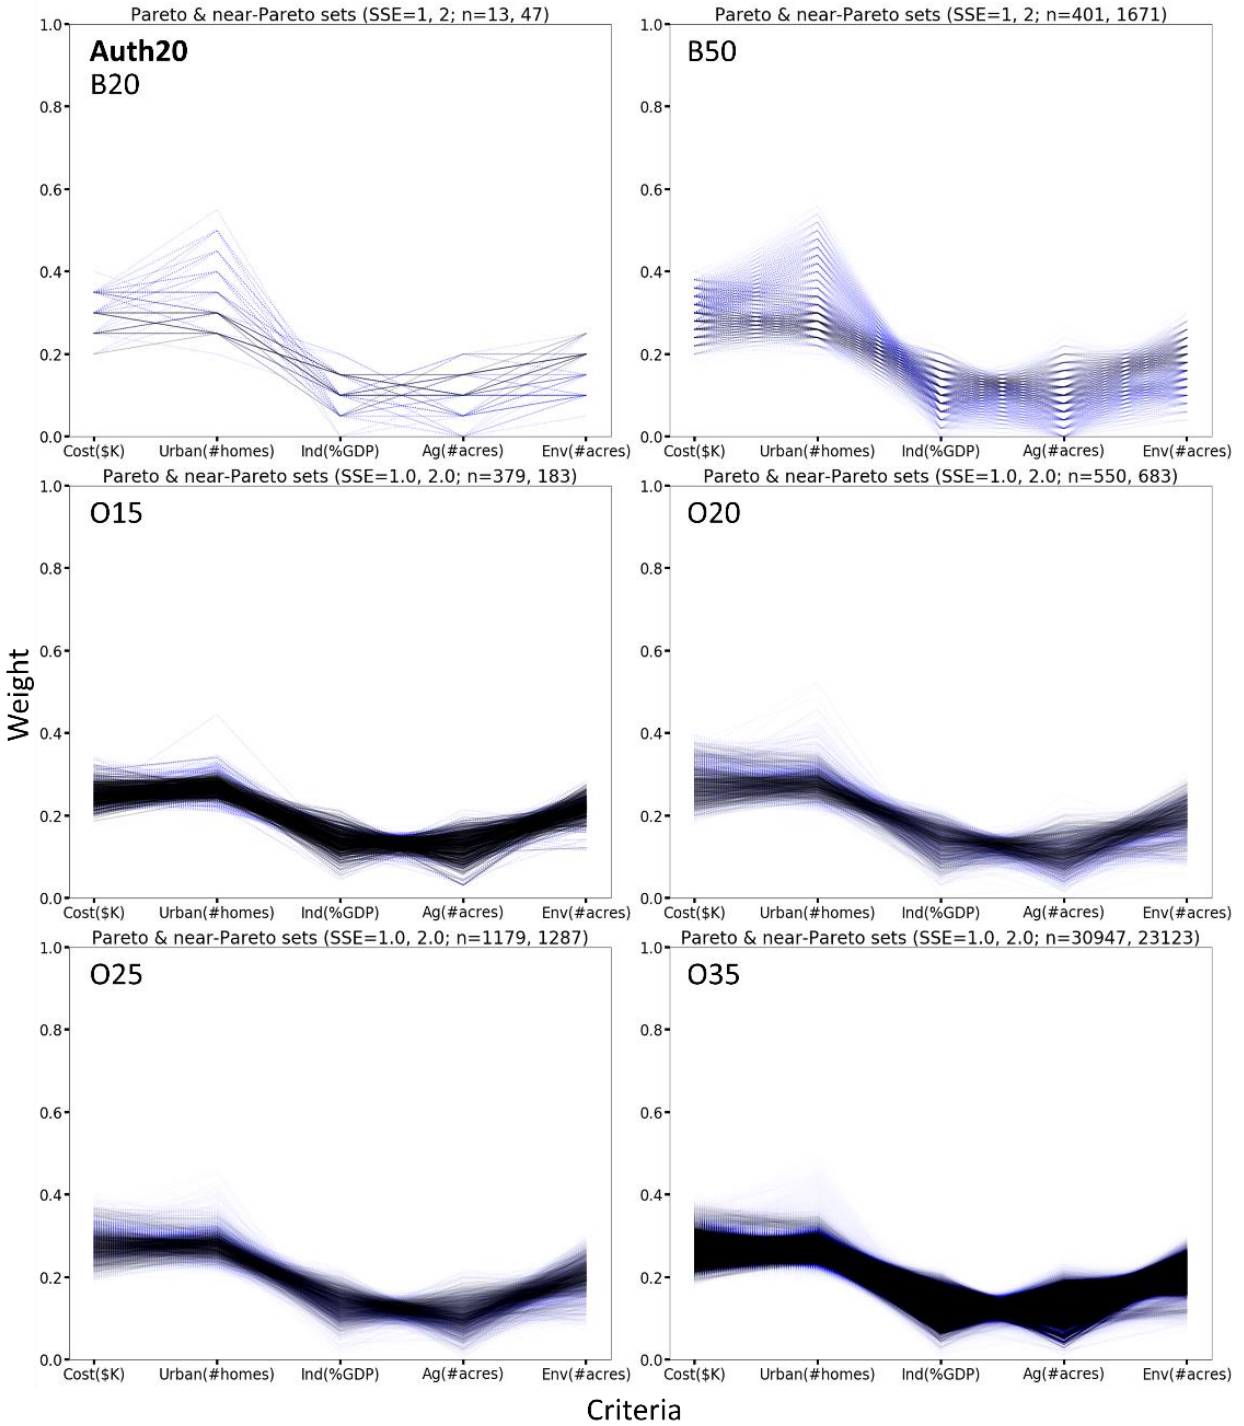 Pareto & near-Pareto sets (SSE=1, 2; n=13, 47)
Auth20
B20
1.0
0.8
0.6
0.4
0.2
0.0
Cost($K) Urban(#homes) Ind(%GDP) Ag(#acres) Env(#acres)
Pareto & near-Pareto sets (SSE=1, 2; n=401, 1671)
B50
1.0
0.8
0.6
0.4
0.2
0.0
Cost($K) Urban(#homes) Ind(%GDP) Ag(#acres) Env(#acres)
Pareto & near-Pareto sets (SSE=1.0, 2.0; n=379, 183)
O15
1.0
0.8
0.6
0.4
0.2
0.0
Cost($K) Urban(#homes) Ind(%GDP) Ag(#acres) Env(#acres)
Pareto & near-Pareto sets (SSE=1.0, 2.0; n=550, 683)
O20
1.0
0.8
0.6
0.4
0.2
0.0
Cost($K) Urban(#homes) Ind(%GDP) Ag(#acres) Env(#acres)
Weight
Pareto & near-Pareto sets (SSE=1.0, 2.0; n=1179, 1287)
O25
1.0
0.8
0.6
0.4
0.2
0.0
Cost($K) Urban(#homes) Ind(%GDP) Ag(#acres) Env(#acres)
Pareto & near-Pareto sets (SSE=1.0, 2.0; n=30947, 23123)
O35
1.0
0.8
0.6
0.4
0.2
0.0
Cost($K) Urban(#homes) Ind(%GDP) Ag(#acres) Env(#acres)
Criteria